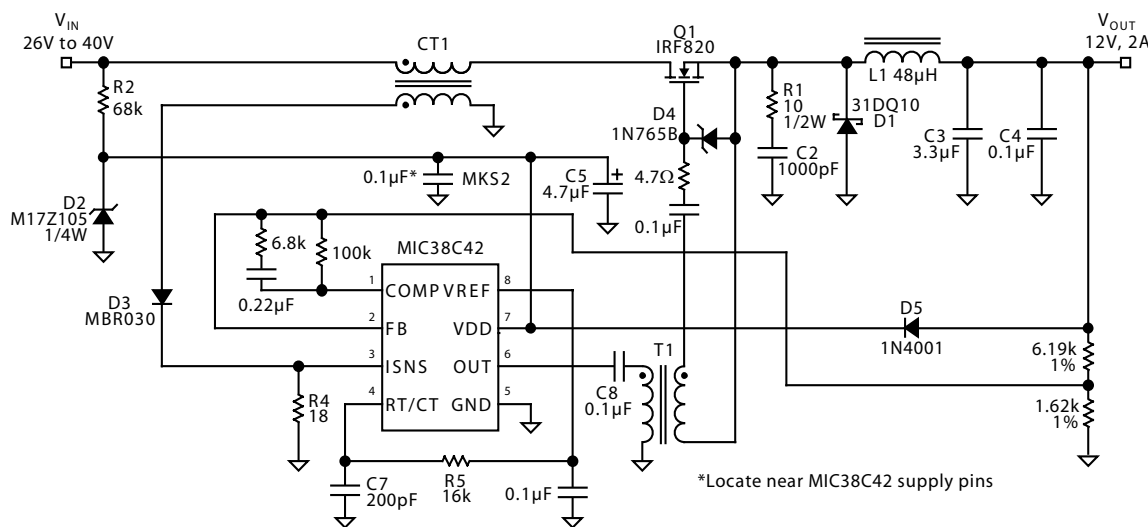 VIN
26V to 40V
CT1
Q1
IRF820
VOUT
12V, 2A
R2
68k
L1 48µH
D4
1N765B
R1
10
1/2W
31DQ10
D1
C2
1000pF
C3
3.3µF
C4
0.1µF
0.1µF*
MKS2
C5
4.7µF
+
4.7Ω
0.1µF
D2
M17Z105
1/4W
6.8k
100k
0.22µF
MIC38C42
1
COMP
VREF
8
2
FB
VDD
7
3
ISNS
OUT
6
4
RT/CT
GND
5
D3
MBR030
D5
1N4001
T1
C8
0.1µF
6.19k
1%
1.62k
1%
R4
18
C7
200pF
R5
16k
0.1µF
*Locate near MIC38C42 supply pins